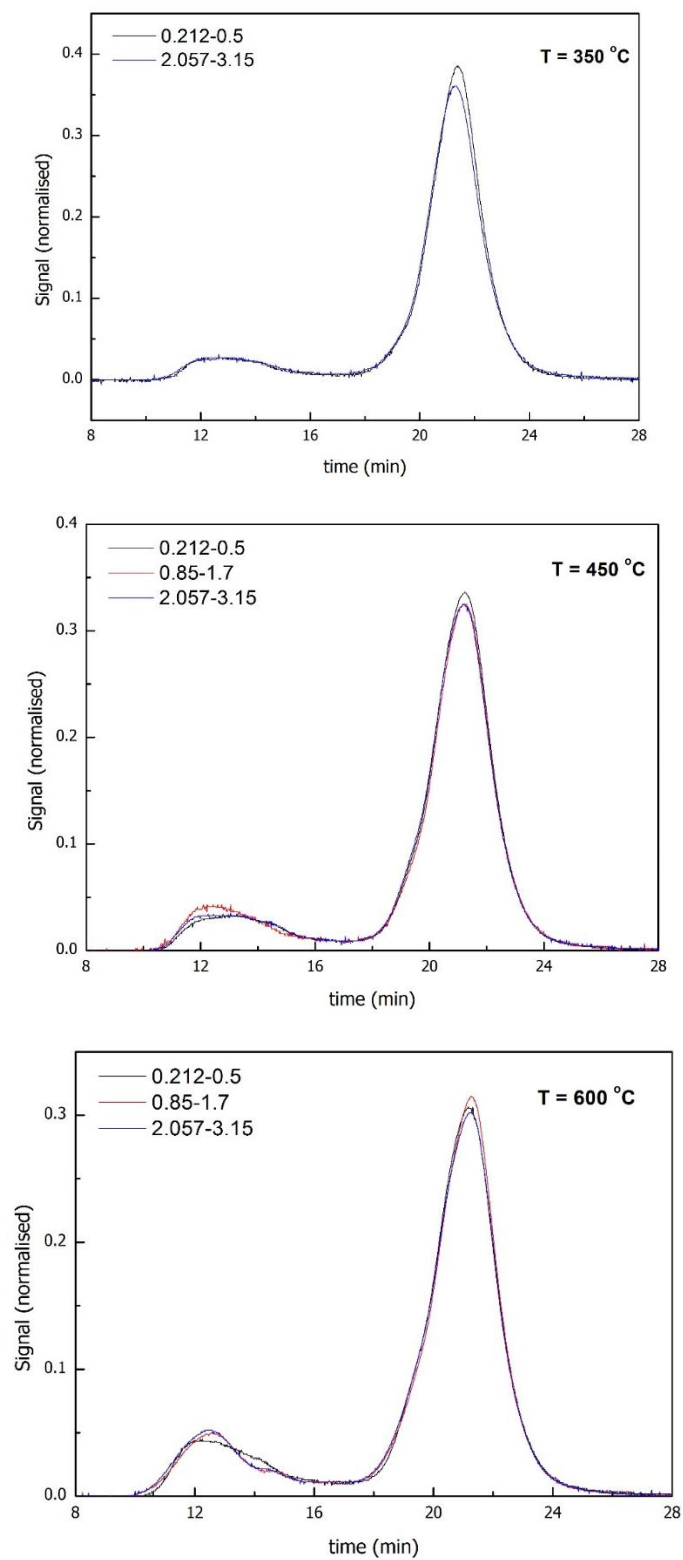 0.212-0.5
2.057-3.15
T = 350 °C
0.4
0.3
0.2
0.1
0.0
Signal (normalised)
8 12 16 20 24 28
time (min)
0.212-0.5
0.85-1.7
2.057-3.15
T = 450 °C
0.4
0.3
0.2
0.1
0.0
Signal (normalised)
8 12 16 20 24 28
time (min)
0.212-0.5
0.85-1.7
2.057-3.15
T = 600 °C
0.3
0.2
0.1
0.0
Signal (normalised)
8 12 16 20 24 28
time (min)